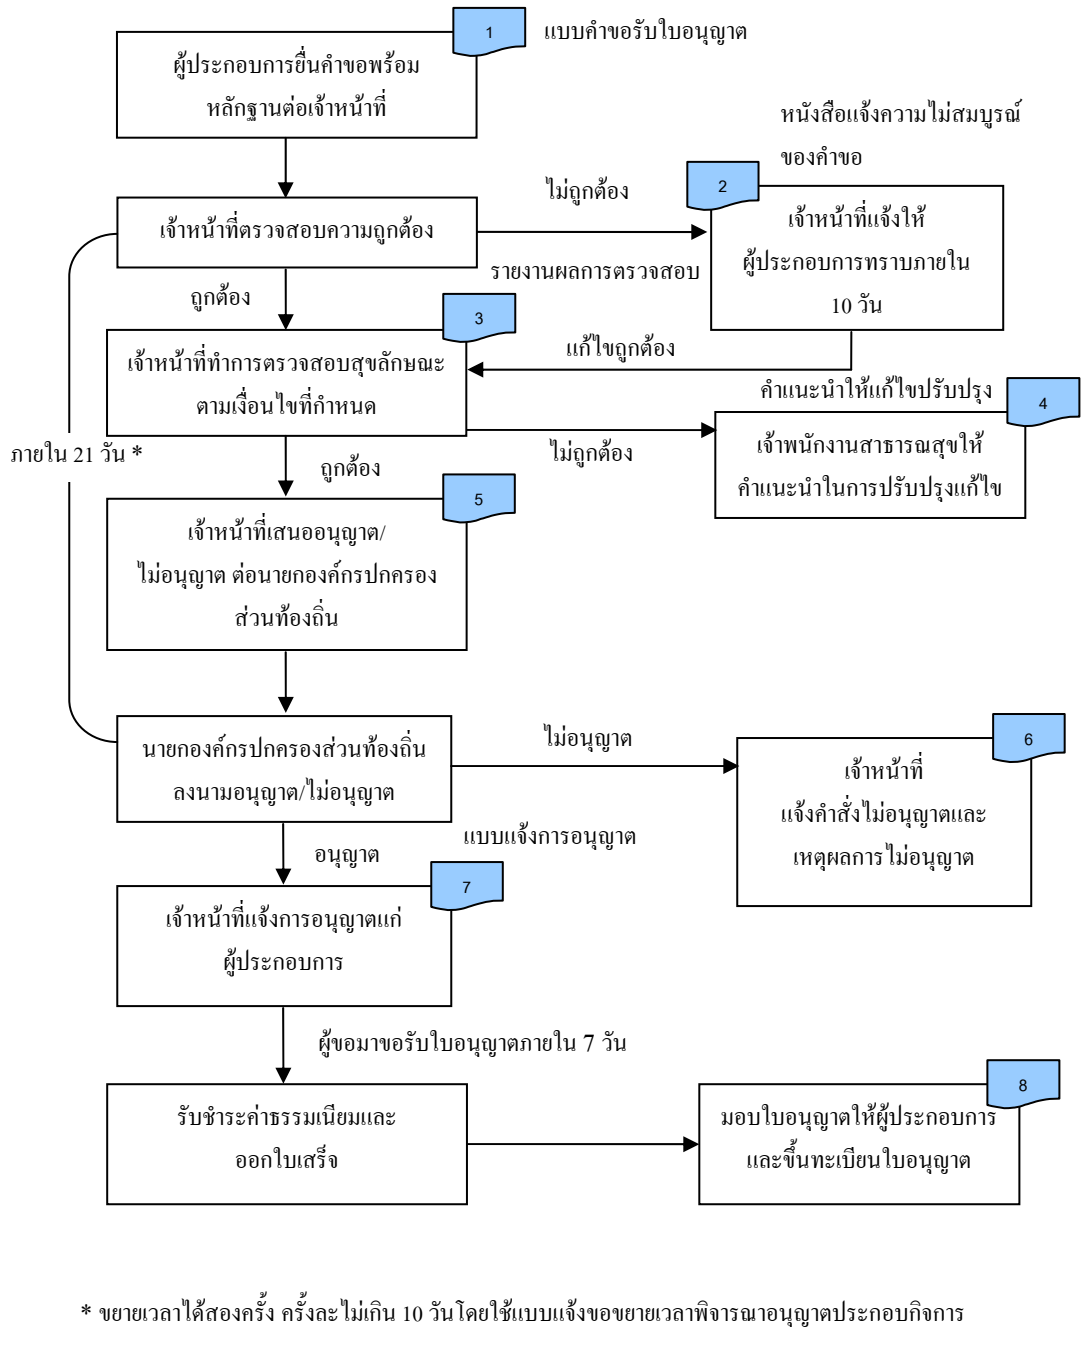 1
แบบคำขอรับใบอนุญาต
ผู้ประกอบการยื่นคำขอพร้อม
หลักฐานต่อเจ้าหน้าที่
หนังสือแจ้งความไม่สมบูรณ์
ของคำขอ
2
ไม่ถูกต้อง
เจ้าหน้าที่ตรวจสอบความถูกต้อง
เจ้าหน้าที่แจ้งให้
ผู้ประกอบการทราบภายใน
10 วัน
รายงานผลการตรวจสอบ
ถูกต้อง
3
แก้ไขถูกต้อง
เจ้าหน้าที่ทำการตรวจสอบสุขลักษณะ
ตามเงื่อนไขที่กำหนด
คำแนะนำให้แก้ไขปรับปรุง
4
ภายใน 21 วัน *
ไม่ถูกต้อง
เจ้าพนักงานสาธารณสุขให้
คำแนะนำในการปรับปรุงแก้ไข
ถูกต้อง
5
เจ้าหน้าที่เสนออนุญาต/
ไม่อนุญาต ต่อนายกองค์กรปกครอง
ส่วนท้องถิ่น
นายกองค์กรปกครองส่วนท้องถิ่น
ลงนามอนุญาต/ไม่อนุญาต
ไม่อนุญาต
6
เจ้าหน้าที่
แจ้งคำสั่งไม่อนุญาตและ
เหตุผลการไม่อนุญาต
แบบแจ้งการอนุญาต
อนุญาต
7
เจ้าหน้าที่แจ้งการอนุญาตแก่
ผู้ประกอบการ
ผู้ขอมาขอรับใบอนุญาตภายใน 7 วัน
8
รับชำระค่าธรรมเนียมและ
ออกใบเสร็จ
มอบใบอนุญาตให้ผู้ประกอบการ
และขึ้นทะเบียนใบอนุญาต
* ขยายเวลาได้สองครั้ง ครั้งละไม่เกิน 10 วันโดยใช้แบบแจ้งขอขยายเวลาพิจารณาอนุญาตประกอบกิจการ